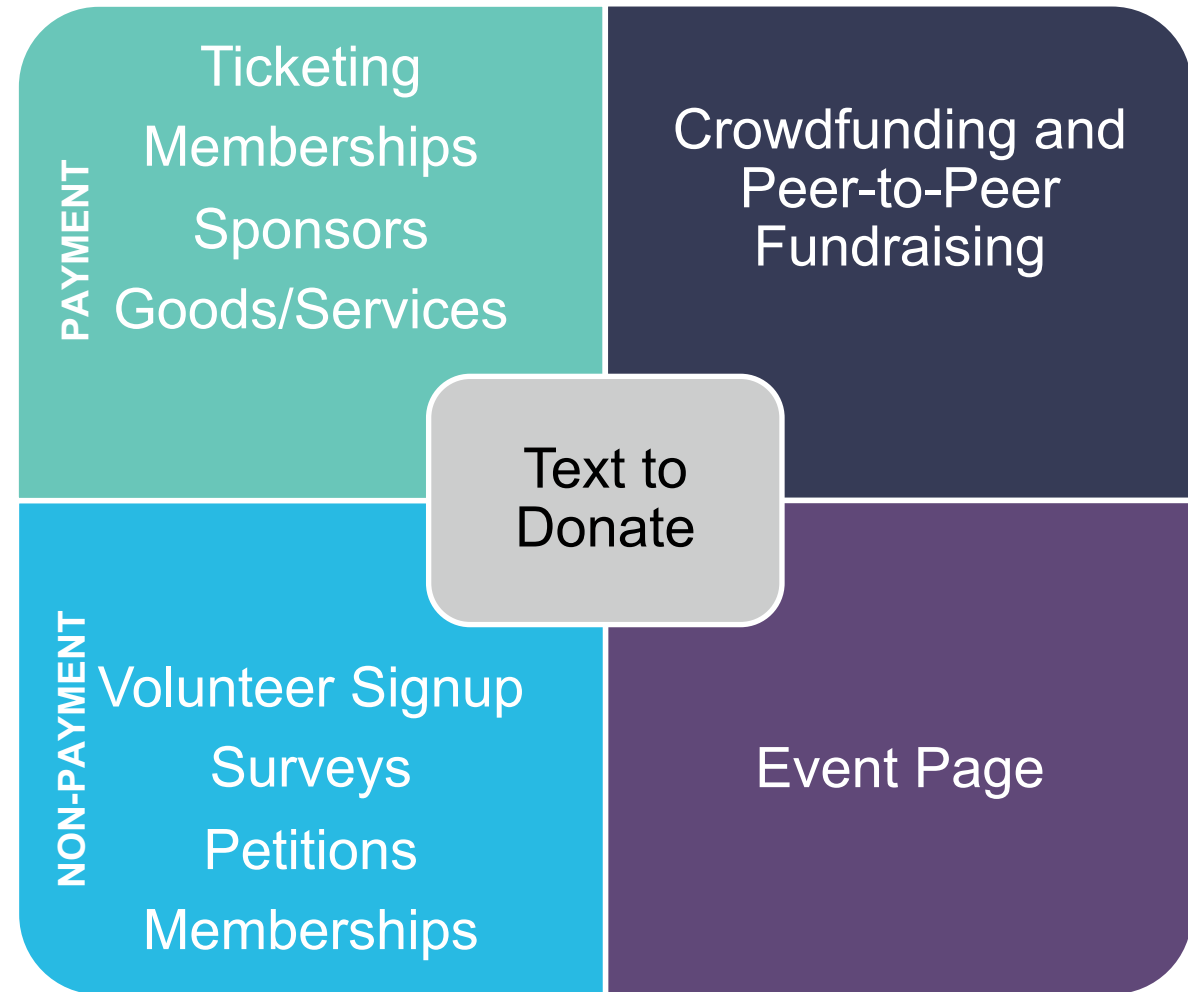 PAYMENT
Ticketing
Memberships
Sponsors
Goods/Services
Crowdfunding and
Peer-to-Peer
Fundraising
Text to
Donate
NON-PAYMENT
Volunteer Signup
Surveys
Petitions
Memberships
Event Page